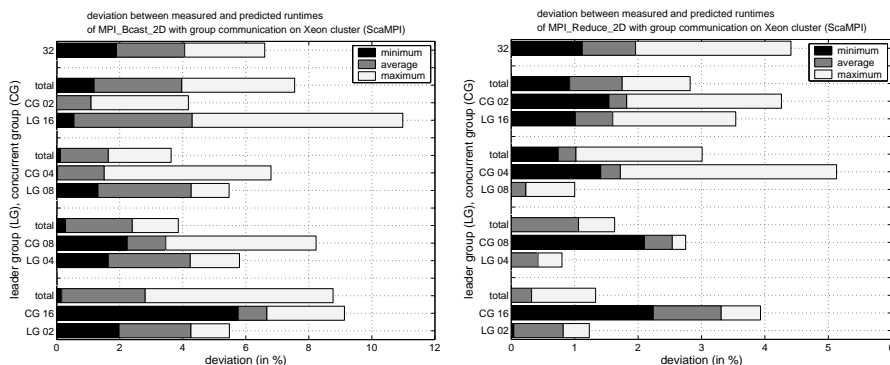 deviation between measured and predicted runtimes
of MPI_Bcast_2D with group communication on Xeon cluster (ScaMPI)
leader group (LG), concurrent group (CG)
32
total
CG 02
LG 16
total
CG 04
LG 08
total
CG 08
LG 04
total
CG 16
LG 02
minimum
average
maximum
0 2 4 6 8 10 12
deviation (in %)
deviation between measured and predicted runtimes
of MPI_Reduce_2D with group communication on Xeon cluster (ScaMPI)
leader group (LG), concurrent group (CG)
32
total
CG 02
LG 16
total
CG 04
LG 08
total
CG 08
LG 04
total
CG 16
LG 02
minimum
average
maximum
0 1 2 3 4 5 6
deviation (in %)